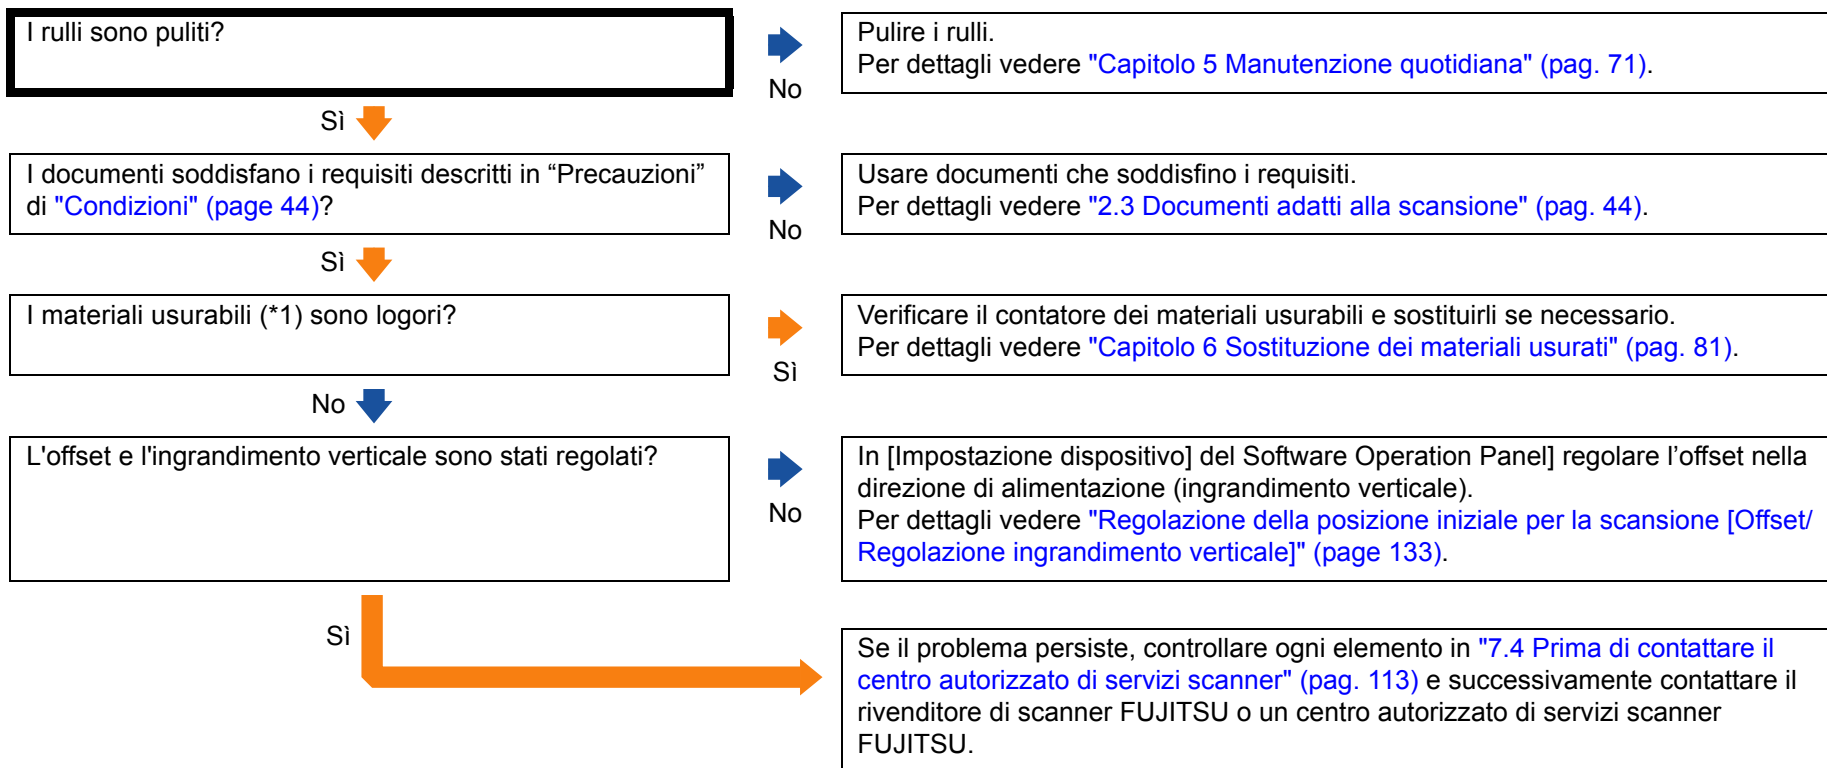 I rulli sono puliti?
No
Pulire i rulli.
Per dettagli vedere "Capitolo 5 Manutenzione quotidiana" (pag. 71).
Sì
I documenti soddisfano i requisiti descritti in “Precauzioni”
di "Condizioni" (page 44)?
No
Usare documenti che soddisfino i requisiti.
Per dettagli vedere "2.3 Documenti adatti alla scansione" (pag. 44).
Sì
I materiali usurabili (*1) sono logori?
Sì
Verificare il contatore dei materiali usurabili e sostituirli se necessario.
Per dettagli vedere "Capitolo 6 Sostituzione dei materiali usurati" (pag. 81).
No
L'offset e l'ingrandimento verticale sono stati regolati?
No
In [Impostazione dispositivo] del Software Operation Panel] regolare l’offset nella
direzione di alimentazione (ingrandimento verticale).
Per dettagli vedere "Regolazione della posizione iniziale per la scansione [Offset/
Regolazione ingrandimento verticale]" (page 133).
Sì
Se il problema persiste, controllare ogni elemento in "7.4 Prima di contattare il
centro autorizzato di servizi scanner" (pag. 113) e successivamente contattare il
rivenditore di scanner FUJITSU o un centro autorizzato di servizi scanner
FUJITSU.